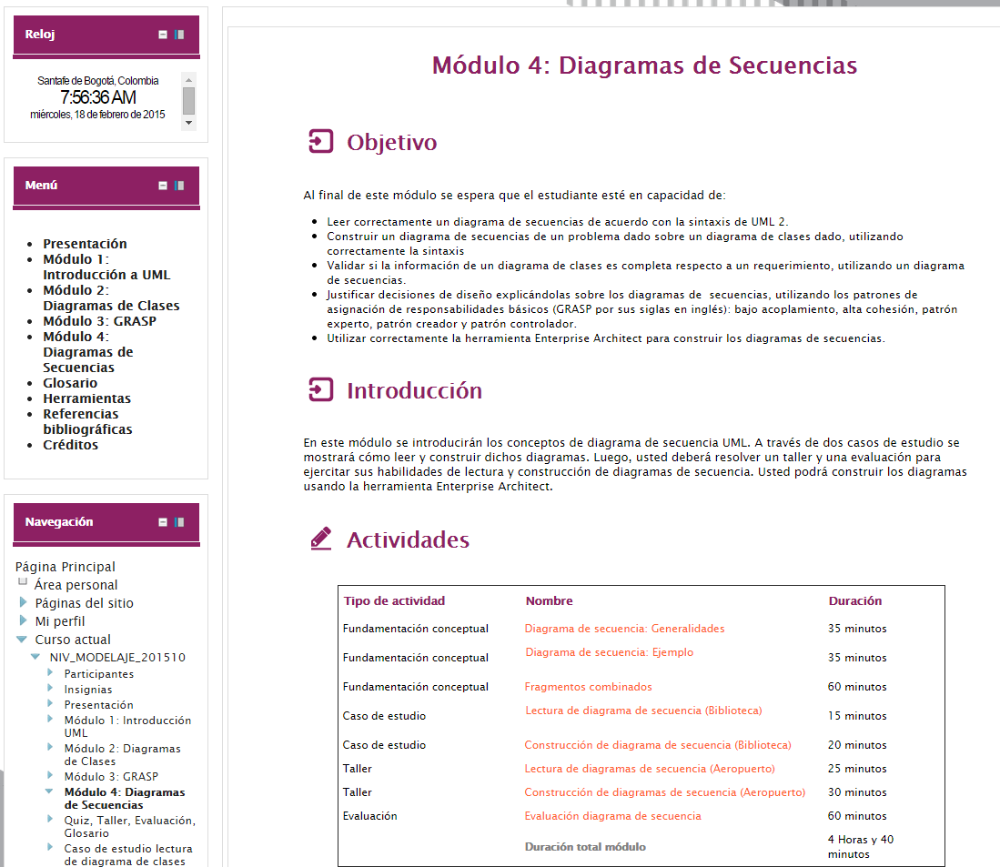 Reloj
Santafe de Bogotá, Colombia
7:56:36 AM
miércoles, 18 de febrero de 2015
Menú
Presentación
Módulo 1:
Introducción a UML
Módulo 2:
Diagramas de Clases
Módulo 3: GRASP
Módulo 4:
Diagramas de
Secuencias
Glosario
Herramientas
Referencias
bibliográficas
Créditos
Navegación
Página Principal
Área personal
Páginas del sitio
Mi perfil
Curso actual
NIV_MODELAJE_201510
Participantes
Insignias
Presentación
Módulo 1: Introducción
UML
Módulo 2: Diagramas
de Clases
Módulo 3: GRASP
Módulo 4: Diagramas
de Secuencias
Quiz, Taller, Evaluación,
Glosario
Caso de estudio lectura
de diagrama de clases
Módulo 4: Diagramas de Secuencias
Objetivo
Al final de este módulo se espera que el estudiante esté en capacidad de:
Leer correctamente un diagrama de secuencias de acuerdo con la sintaxis de UML 2.
Construir un diagrama de secuencias de un problema dado sobre un diagrama de clases dado, utilizando
correctamente la sintaxis
Validar si la información de un diagrama de clases es completa respecto a un requerimiento, utilizando un diagrama
de secuencias.
Justificar decisiones de diseño explicándolas sobre los diagramas de  secuencias, utilizando los patrones de
asignación de responsabilidades básicos (GRASP por sus siglas en inglés): bajo acoplamiento, alta cohesión, patrón
experto, patrón creador y patrón controlador.
Utilizar correctamente la herramienta Enterprise Architect para construir los diagramas de secuencias.
Introducción
En este módulo se introducirán los conceptos de diagrama de secuencia UML. A través de dos casos de estudio se
mostrará cómo leer y construir dichos diagramas. Luego, usted deberá resolver un taller y una evaluación para
ejercitar sus habilidades de lectura y construcción de diagramas de secuencia. Usted podrá construir los diagramas
usando la herramienta Enterprise Architect.
Actividades
Tipo de actividad Nombre Duración
Fundamentación conceptual Diagrama de secuencia: Generalidades 35 minutos
Fundamentación conceptual Diagrama de secuencia: Ejemplo 35 minutos
Fundamentación conceptual Fragmentos combinados 60 minutos
Caso de estudio Lectura de diagrama de secuencia (Biblioteca) 15 minutos
Caso de estudio Construcción de diagrama de secuencia (Biblioteca) 20 minutos
Taller Lectura de diagramas de secuencia (Aeropuerto) 25 minutos
Taller Construcción de diagramas de secuencia (Aeropuerto) 30 minutos
Evaluación Evaluación diagrama de secuencia 60 minutos
Duración total módulo 4 Horas y 40
minutos